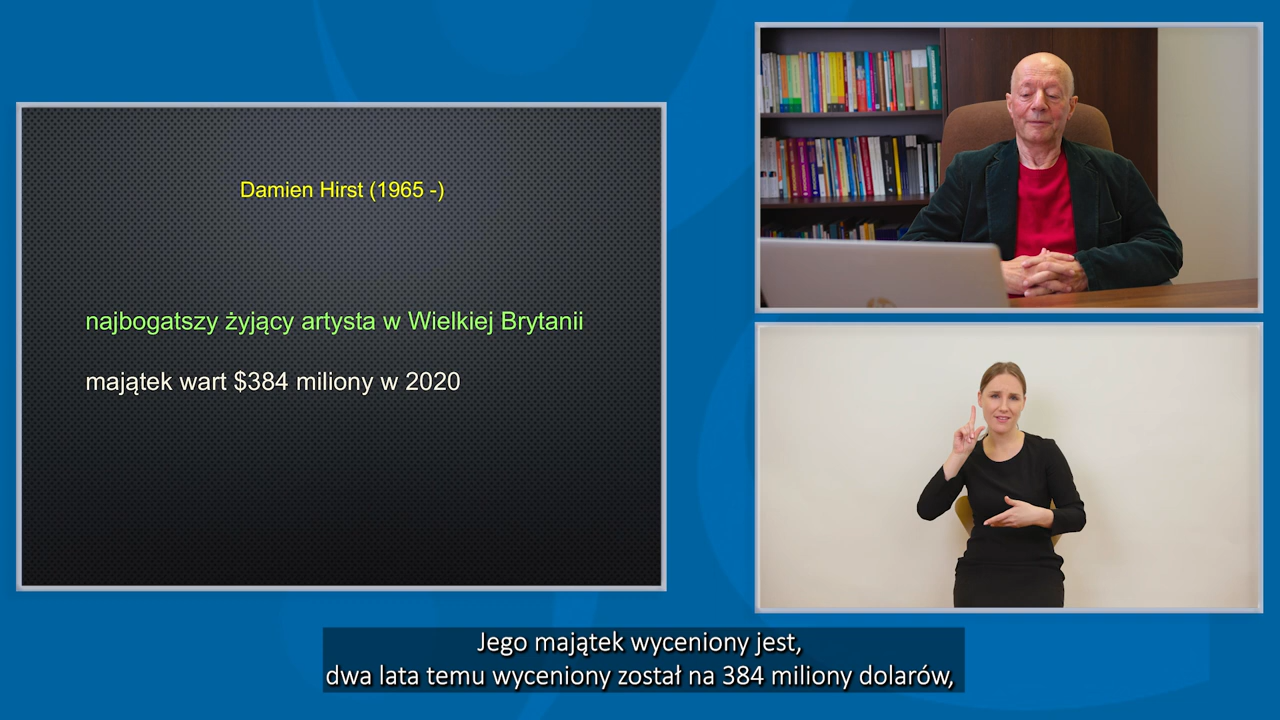 Damien Hirst (1965 -)
najbogatszy żyjący artysta w Wielkiej Brytanii
majątek wart $384 miliony w 2020
Jego majątek wyceniony jest,
dwa lata temu wyceniony został na 384 miliony dolarów,